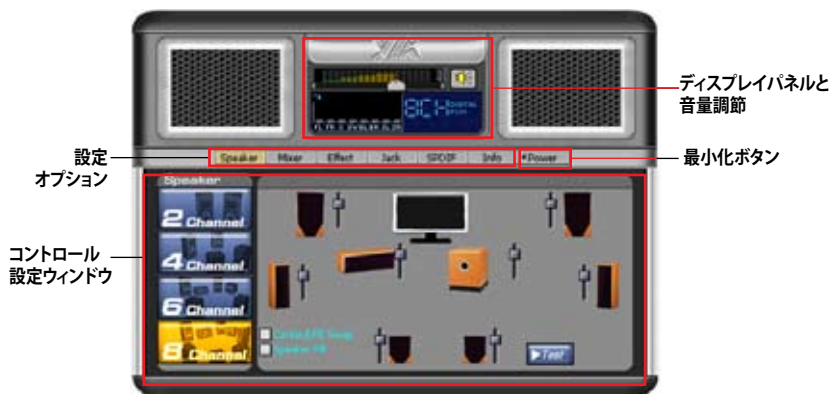 VIA
ディスプレイパネルと
音量調節
8CH DIGITAL
設定
オプション
Speaker Mixer Effect Jack SPDIF Info Power
最小化ボタン
Speaker
2 Channel
コントロール
設定ウィンドウ
4 Channel
6 Channel
8 Channel
Test